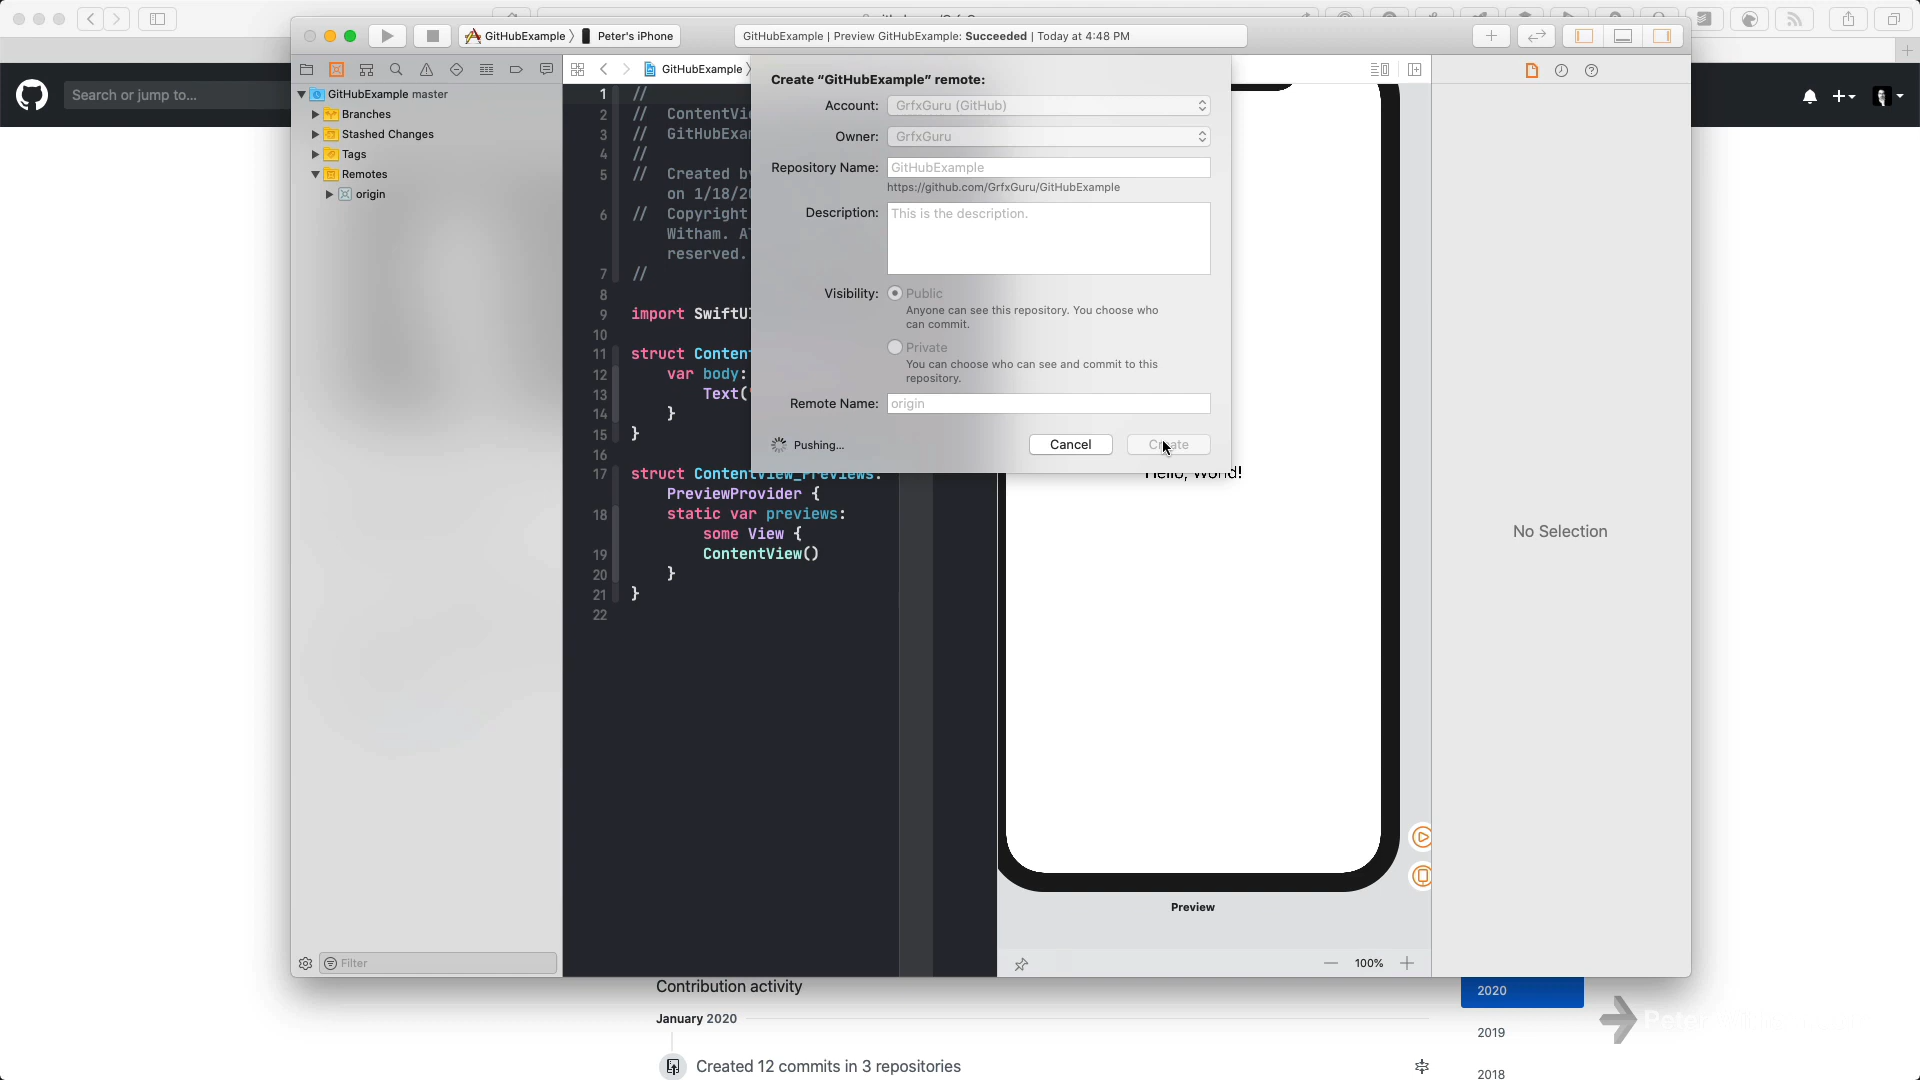 GitHubExample
Peter's iPhone
GitHubExample | Preview GitHubExample: Succeeded | Today at 4:48 PM
Search or jump to...
GitHubExample master
Branches
Stashed Changes
Tags
Remotes
origin
Filter
GitHubExample
1 //
2 //
3 //
4 //
5 // Created
on 1/18/
6 // Copyright
Witham.
reserved.
7 //
8
9 import
10
11 struct
12 var body:
13 Text(
14 }
15 }
16
17 struct ContentView_Previews:
PreviewProvider {
18 static var previews:
some View {
19 ContentView()
20 }
21 }
22
Create “GitHubExample” remote:
Account: GrfxGuru (GitHub)
Owner: GrfxGuru
Repository Name: GitHubExample
https://github.com/GrfxGuru/GitHubExample
Description: This is the description.
Visibility: Public
Anyone can see this repository. You choose who
can commit.
Private
You can choose who can see and commit to this
repository.
Remote Name: origin
Pushing...
Cancel
Create
Hello, World!
Preview
100%
No Selection
Contribution activity
January 2020
Created 12 commits in 3 repositories
2020
2019
2018